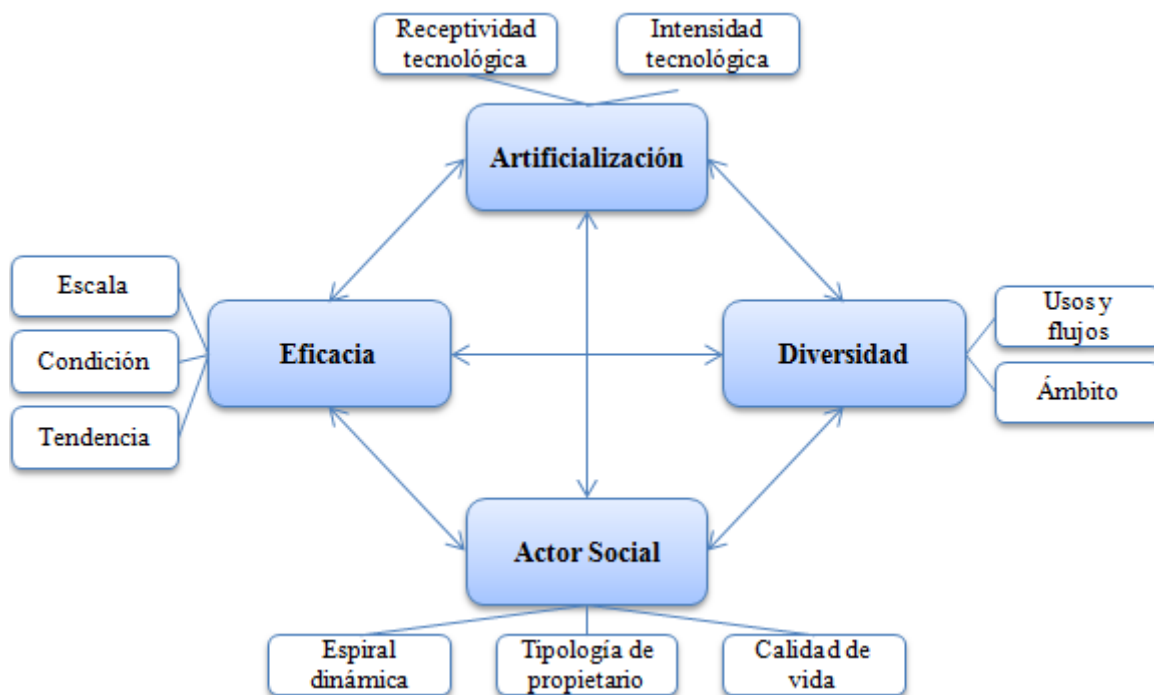 Receptividad
tecnológica
Intensidad
tecnológica
Artificialización
Escala
Condición
Tendencia
Eficacia
Diversidad
Usos y
flujos
Ámbito
Actor Social
Espiral
dinámica
Tipología de
propietario
Calidad de
vida